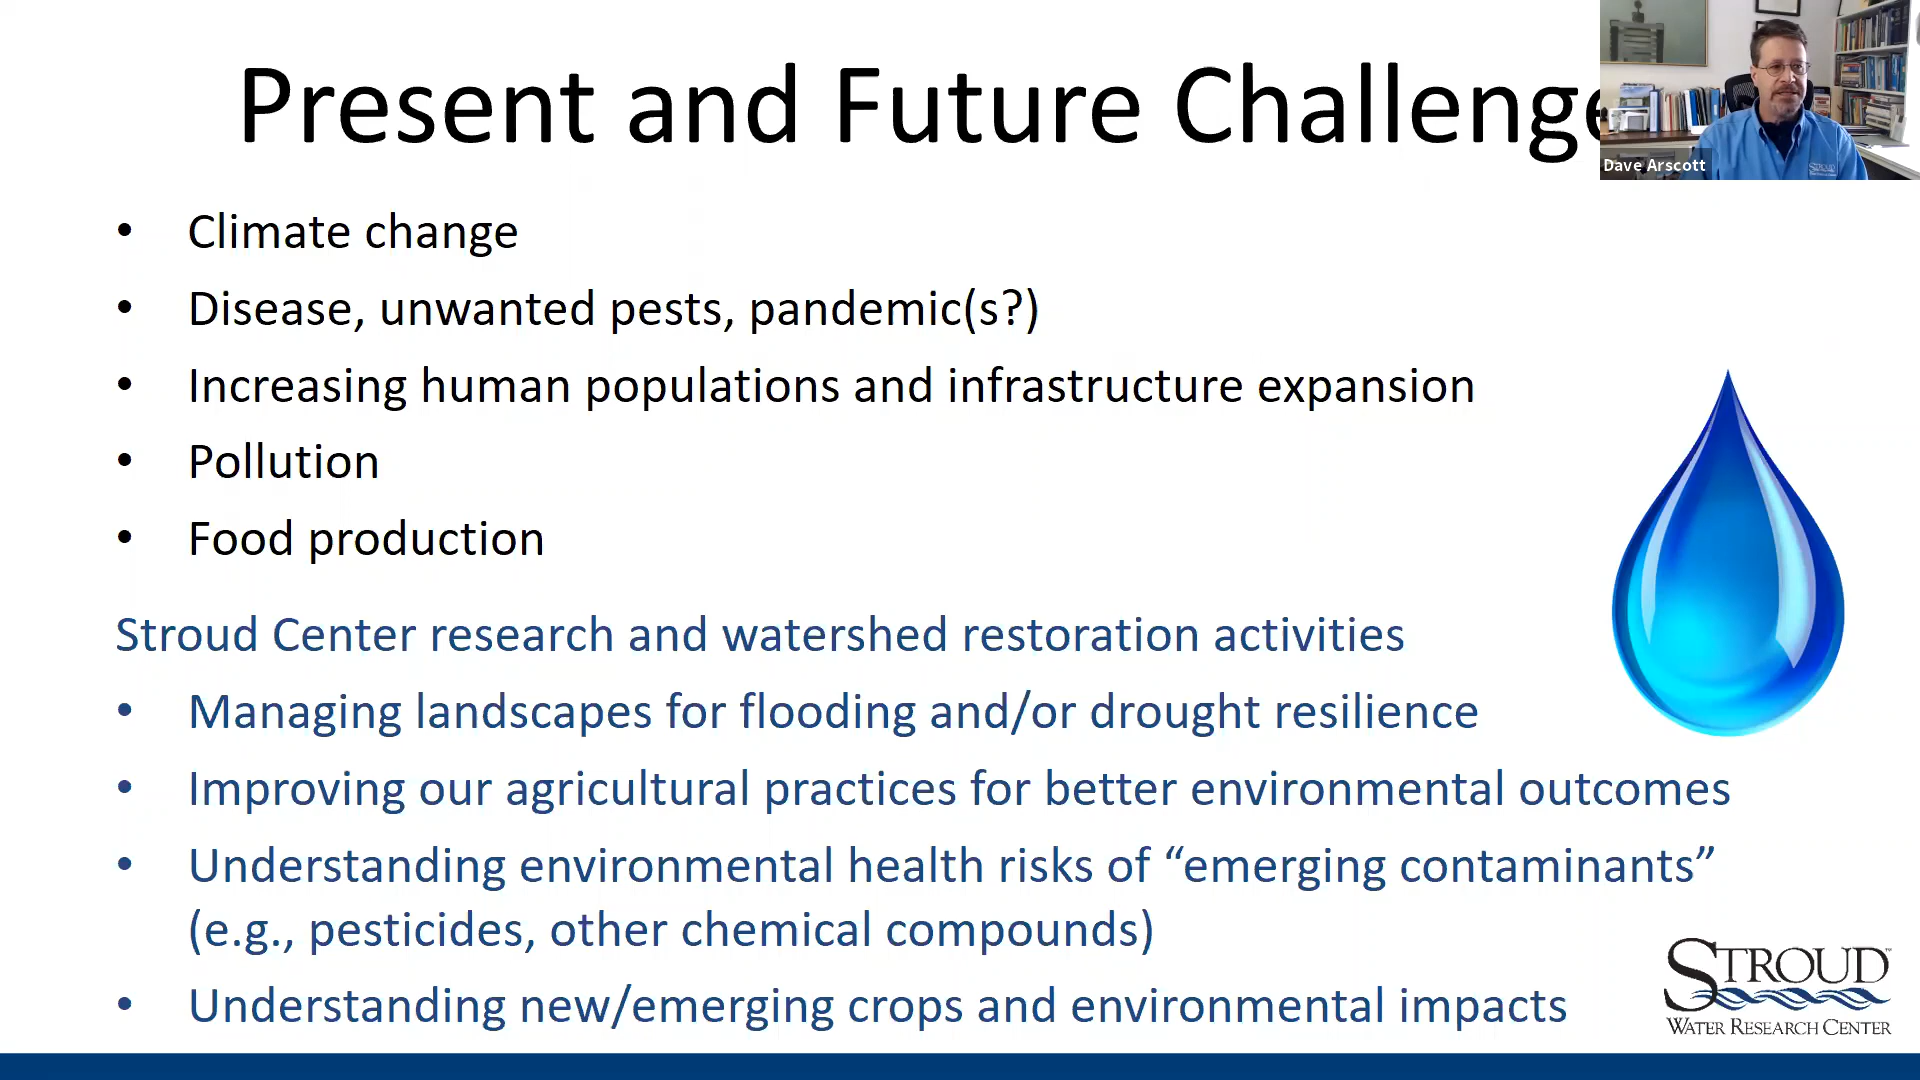 Present and Future Challenge
Dave Arscott
• Climate change
• Disease, unwanted pests, pandemic(s?)
• Increasing human populations and infrastructure expansion
• Pollution
• Food production
Stroud Center research and watershed restoration activities
• Managing landscapes for flooding and/or drought resilience
• Improving our agricultural practices for better environmental outcomes
• Understanding environmental health risks of “emerging contaminants”
(e.g., pesticides, other chemical compounds)
• Understanding new/emerging crops and environmental impacts
STROUD™
WATER RESEARCH CENTER